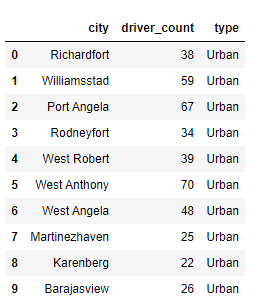 city driver_count type
0 Richardfort 38 Urban
1 Williamsstad 59 Urban
2 Port Angela 67 Urban
3 Rodneyfort 34 Urban
4 West Robert 39 Urban
5 West Anthony 70 Urban
6 West Angela 48 Urban
7 Martinezhaven 25 Urban
8 Karenberg 22 Urban
9 Barajasview 26 Urban